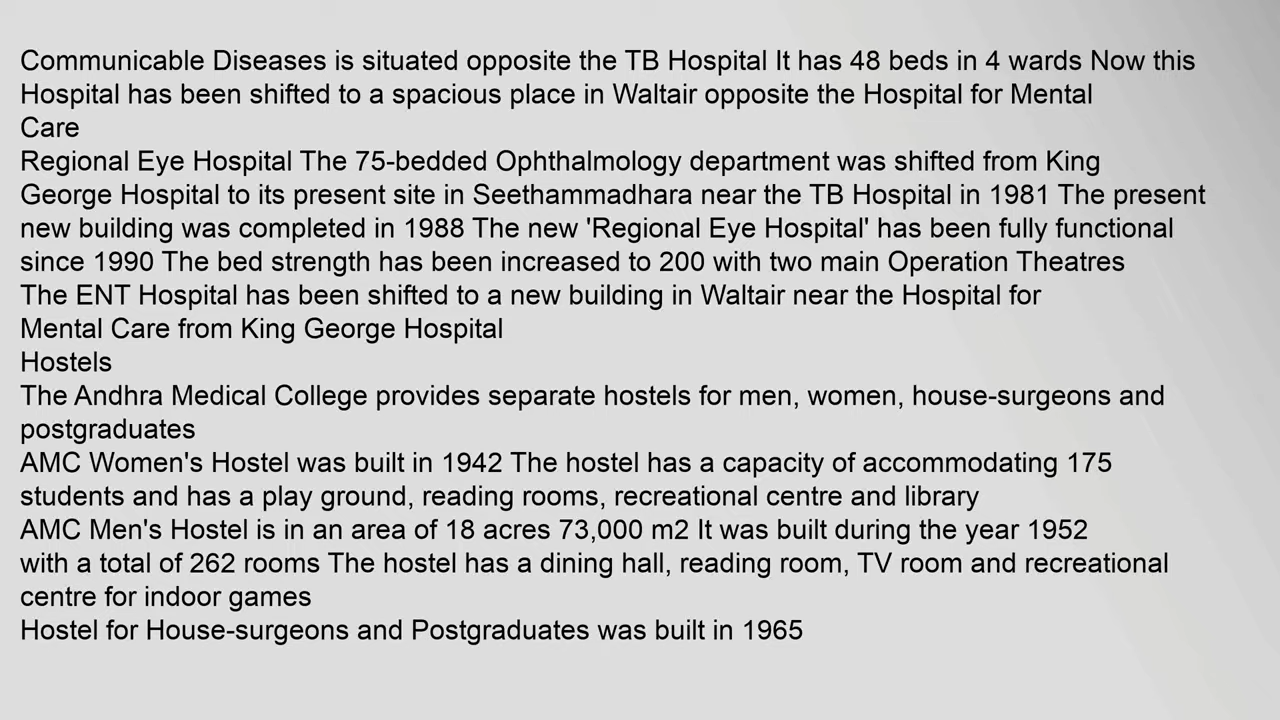 Communicable Diseases is situated opposite the TB Hospital It has 48 beds in 4 wards Now this
Hospital has been shifted to a spacious place in Waltair opposite the Hospital for Mental
Care
Regional Eye Hospital The 75-bedded Ophthalmology department was shifted from King
George Hospital to its present site in Seethammadhara near the TB Hospital in 1981 The present
new building was completed in 1988 The new 'Regional Eye Hospital' has been fully functional
since 1990 The bed strength has been increased to 200 with two main Operation Theatres
The ENT Hospital has been shifted to a new building in Waltair near the Hospital for
Mental Care from King George Hospital
Hostels
The Andhra Medical College provides separate hostels for men, women, house-surgeons and
postgraduates
AMC Women's Hostel was built in 1942 The hostel has a capacity of accommodating 175
students and has a play ground, reading rooms, recreational centre and library
AMC Men's Hostel is in an area of 18 acres 73,000 m2 It was built during the year 1952
with a total of 262 rooms The hostel has a dining hall, reading room, TV room and recreational
centre for indoor games
Hostel for House-surgeons and Postgraduates was built in 1965